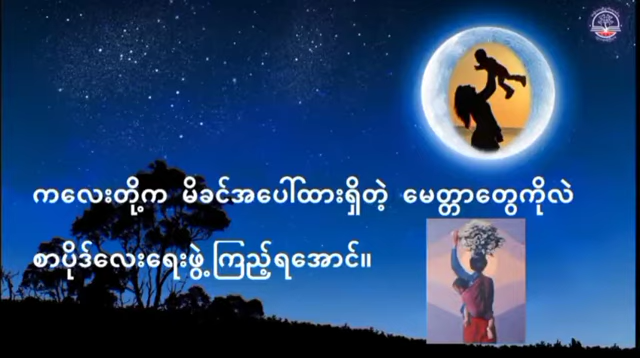 ကလေးတို့က မိခင်အပေါ်ထားရှိတဲ့ မေတ္တာတွေကိုလဲ
စာပိုဒ်လေးရေးဖွဲ့ကြည့်ရအောင်။